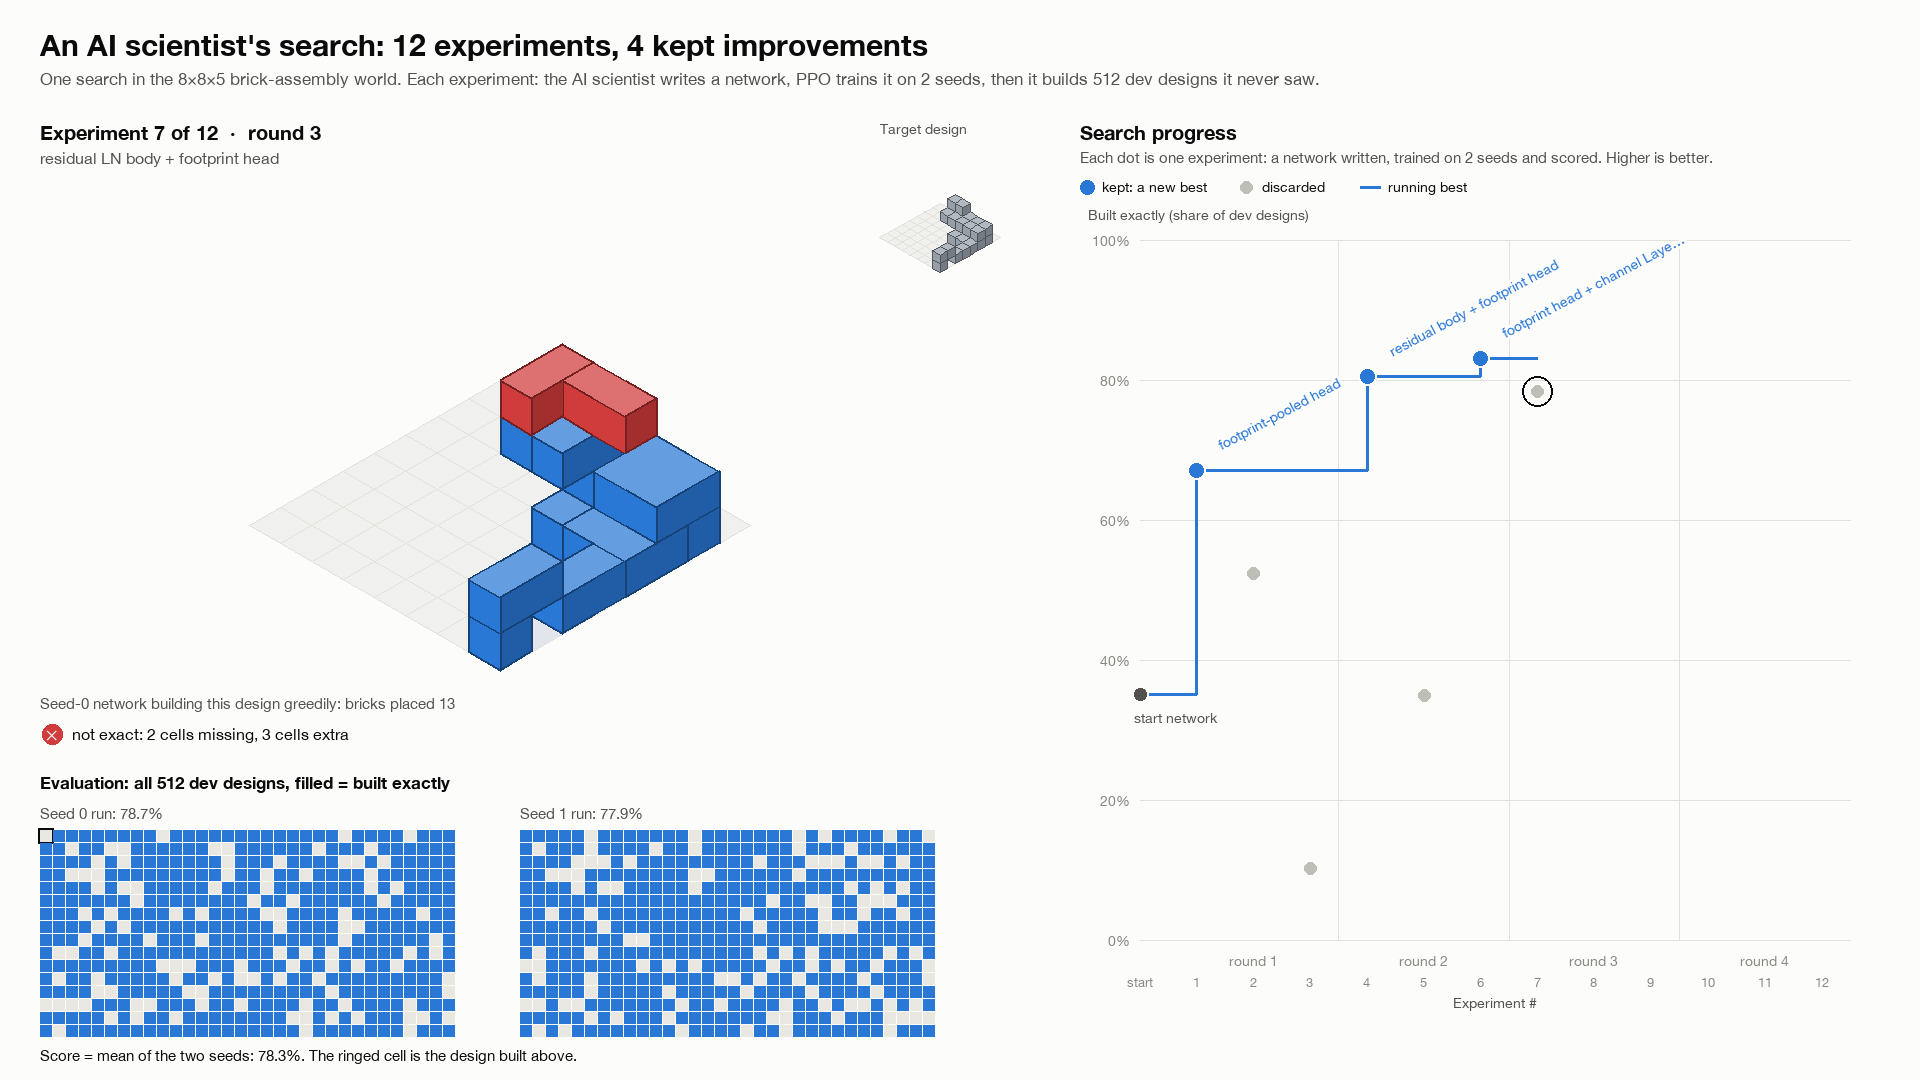 An AI scientist's search: 12 experiments, 4 kept improvements
One search in the 8×8×5 brick-assembly world. Each experiment: the AI scientist writes a network, PPO trains it on 2 seeds, then it builds 512 dev designs it never saw.
Experiment 7 of 12 · round 3
residual LN body + footprint head
Target design
Seed-0 network building this design greedily: bricks placed 13
not exact: 2 cells missing, 3 cells extra
Evaluation: all 512 dev designs, filled = built exactly
Seed 0 run: 78.7%
Seed 1 run: 77.9%
Score = mean of the two seeds: 78.3%. The ringed cell is the design built above.
Search progress
Each dot is one experiment: a network written, trained on 2 seeds and scored. Higher is better.
kept: a new best
discarded
running best
Built exactly (share of dev designs)
100%
80%
60%
40%
20%
0%
footprint-pooled head
residual body + footprint head
footprint head + channel Laye...
start network
round 1
round 2
round 3
round 4
start 1 2 3 4 5 6 7 8 9 10 11 12
Experiment #